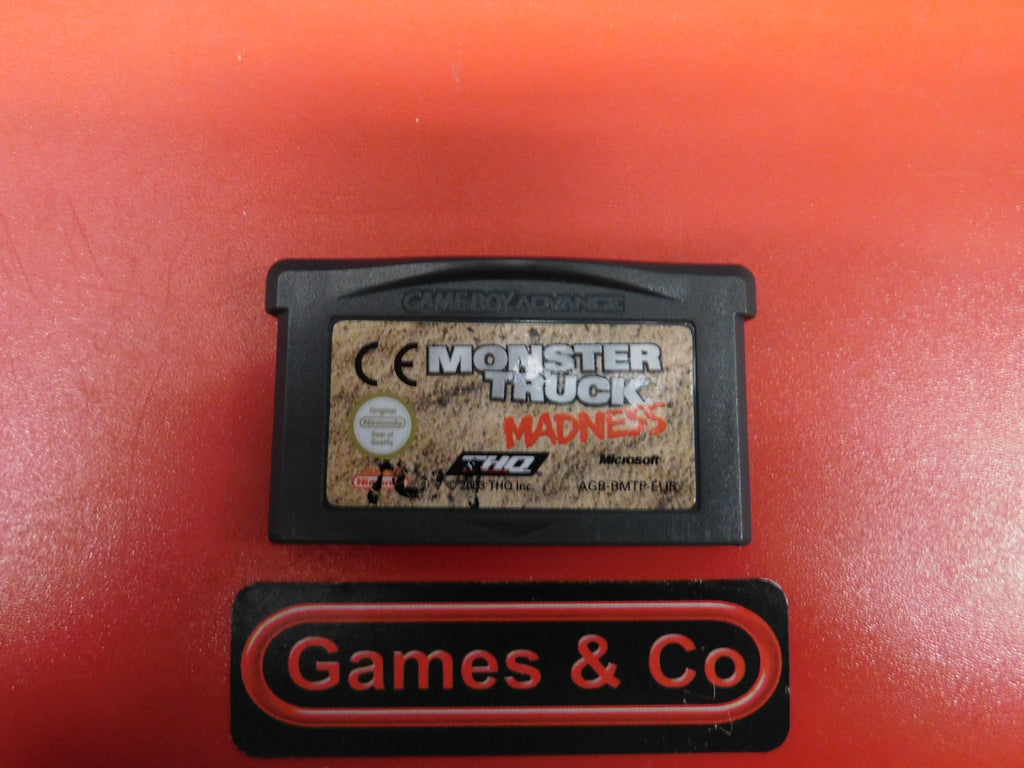 GAME BOY ADVANCE
CE
MONSTER
TRUCK
MADNESS
Original
Nintendo
Seal of
Quality
THQ
Microsoft
Nintendo
© 2003 THQ Inc.
AGB-BMTP-EUR
Games & Co